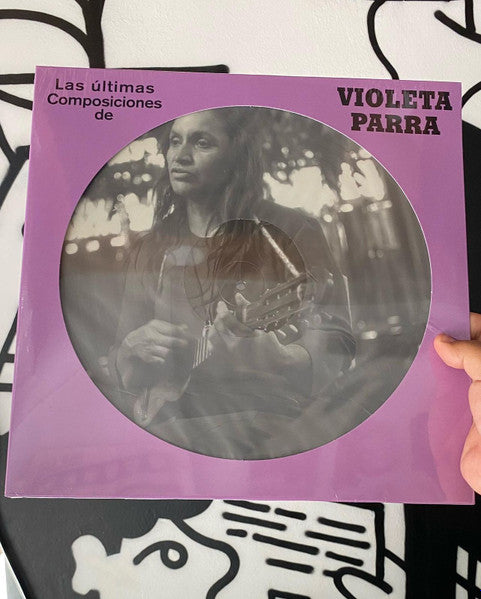 Las últimas
Composiciones
de
VIOLETA
PARRA